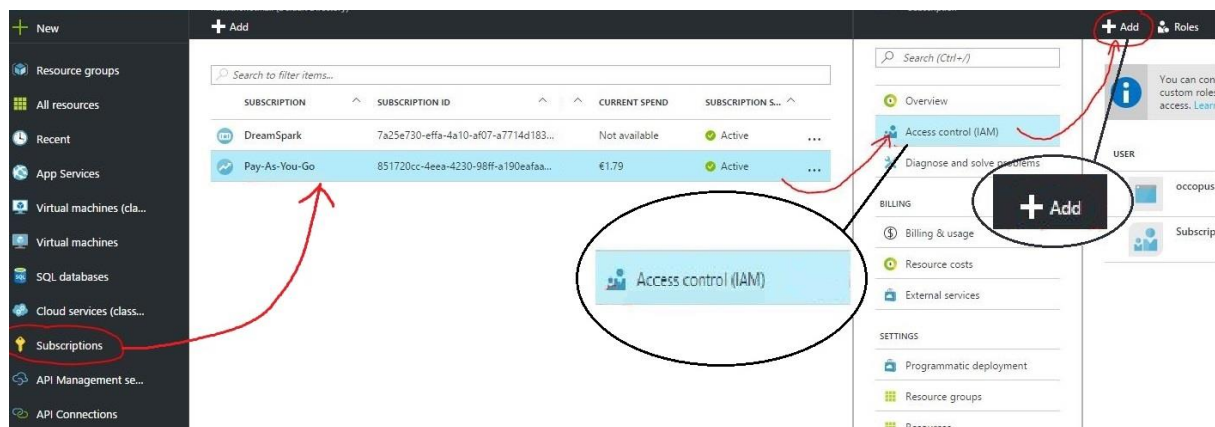 New
Resource groups
All resources
Recent
App Services
Virtual machines (cla...
Virtual machines
SQL databases
Cloud services (class...
Subscriptions
API Management se...
API Connections
Add
Search to filter items...
SUBSCRIPTION SUBSCRIPTION ID CURRENT SPEND SUBSCRIPTION S...
DreamSpark 7a25e730-effa-4a10-af07-a7714d183... Not available Active ...
Pay-As-You-Go 851720cc-4eea-4230-98ff-a190eafaa... €1.79 Active ...
Access control (IAM)
Search (Ctrl+/)
Overview
Access control (IAM)
Diagnose and solve problems
BILLING
Billing & usage
Resource costs
External services
SETTINGS
Programmatic deployment
Resource groups
Resources
Add
Add Roles
You can con
custom roles
access. Learn
USER
occopus
Subscrip